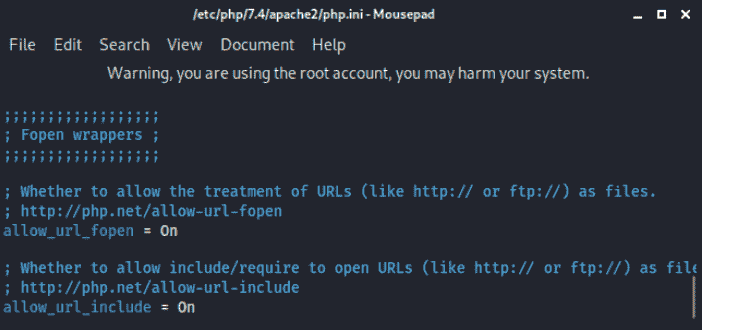 /etc/php/7.4/apache2/php.ini - Mousepad
File Edit Search View Document Help
Warning, you are using the root account, you may harm your system.
;;;;;;;;;;;;;;;;;;
; Fopen wrappers ;
;;;;;;;;;;;;;;;;;;
; Whether to allow the treatment of URLs (like http:// or ftp://) as files.
; http://php.net/allow-url-fopen
allow_url_fopen = On
; Whether to allow include/require to open URLs (like http:// or ftp://) as file
; http://php.net/allow-url-include
allow_url_include = On